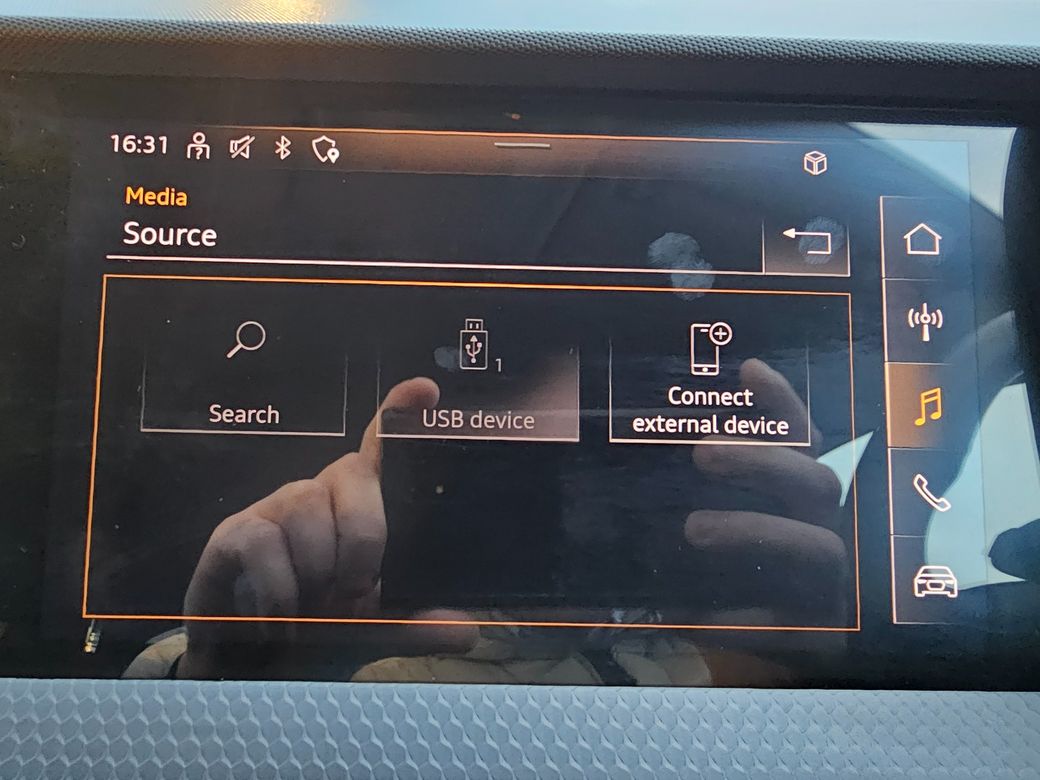 16:31
Media
Source
Search
1
USB device
Connect
external device